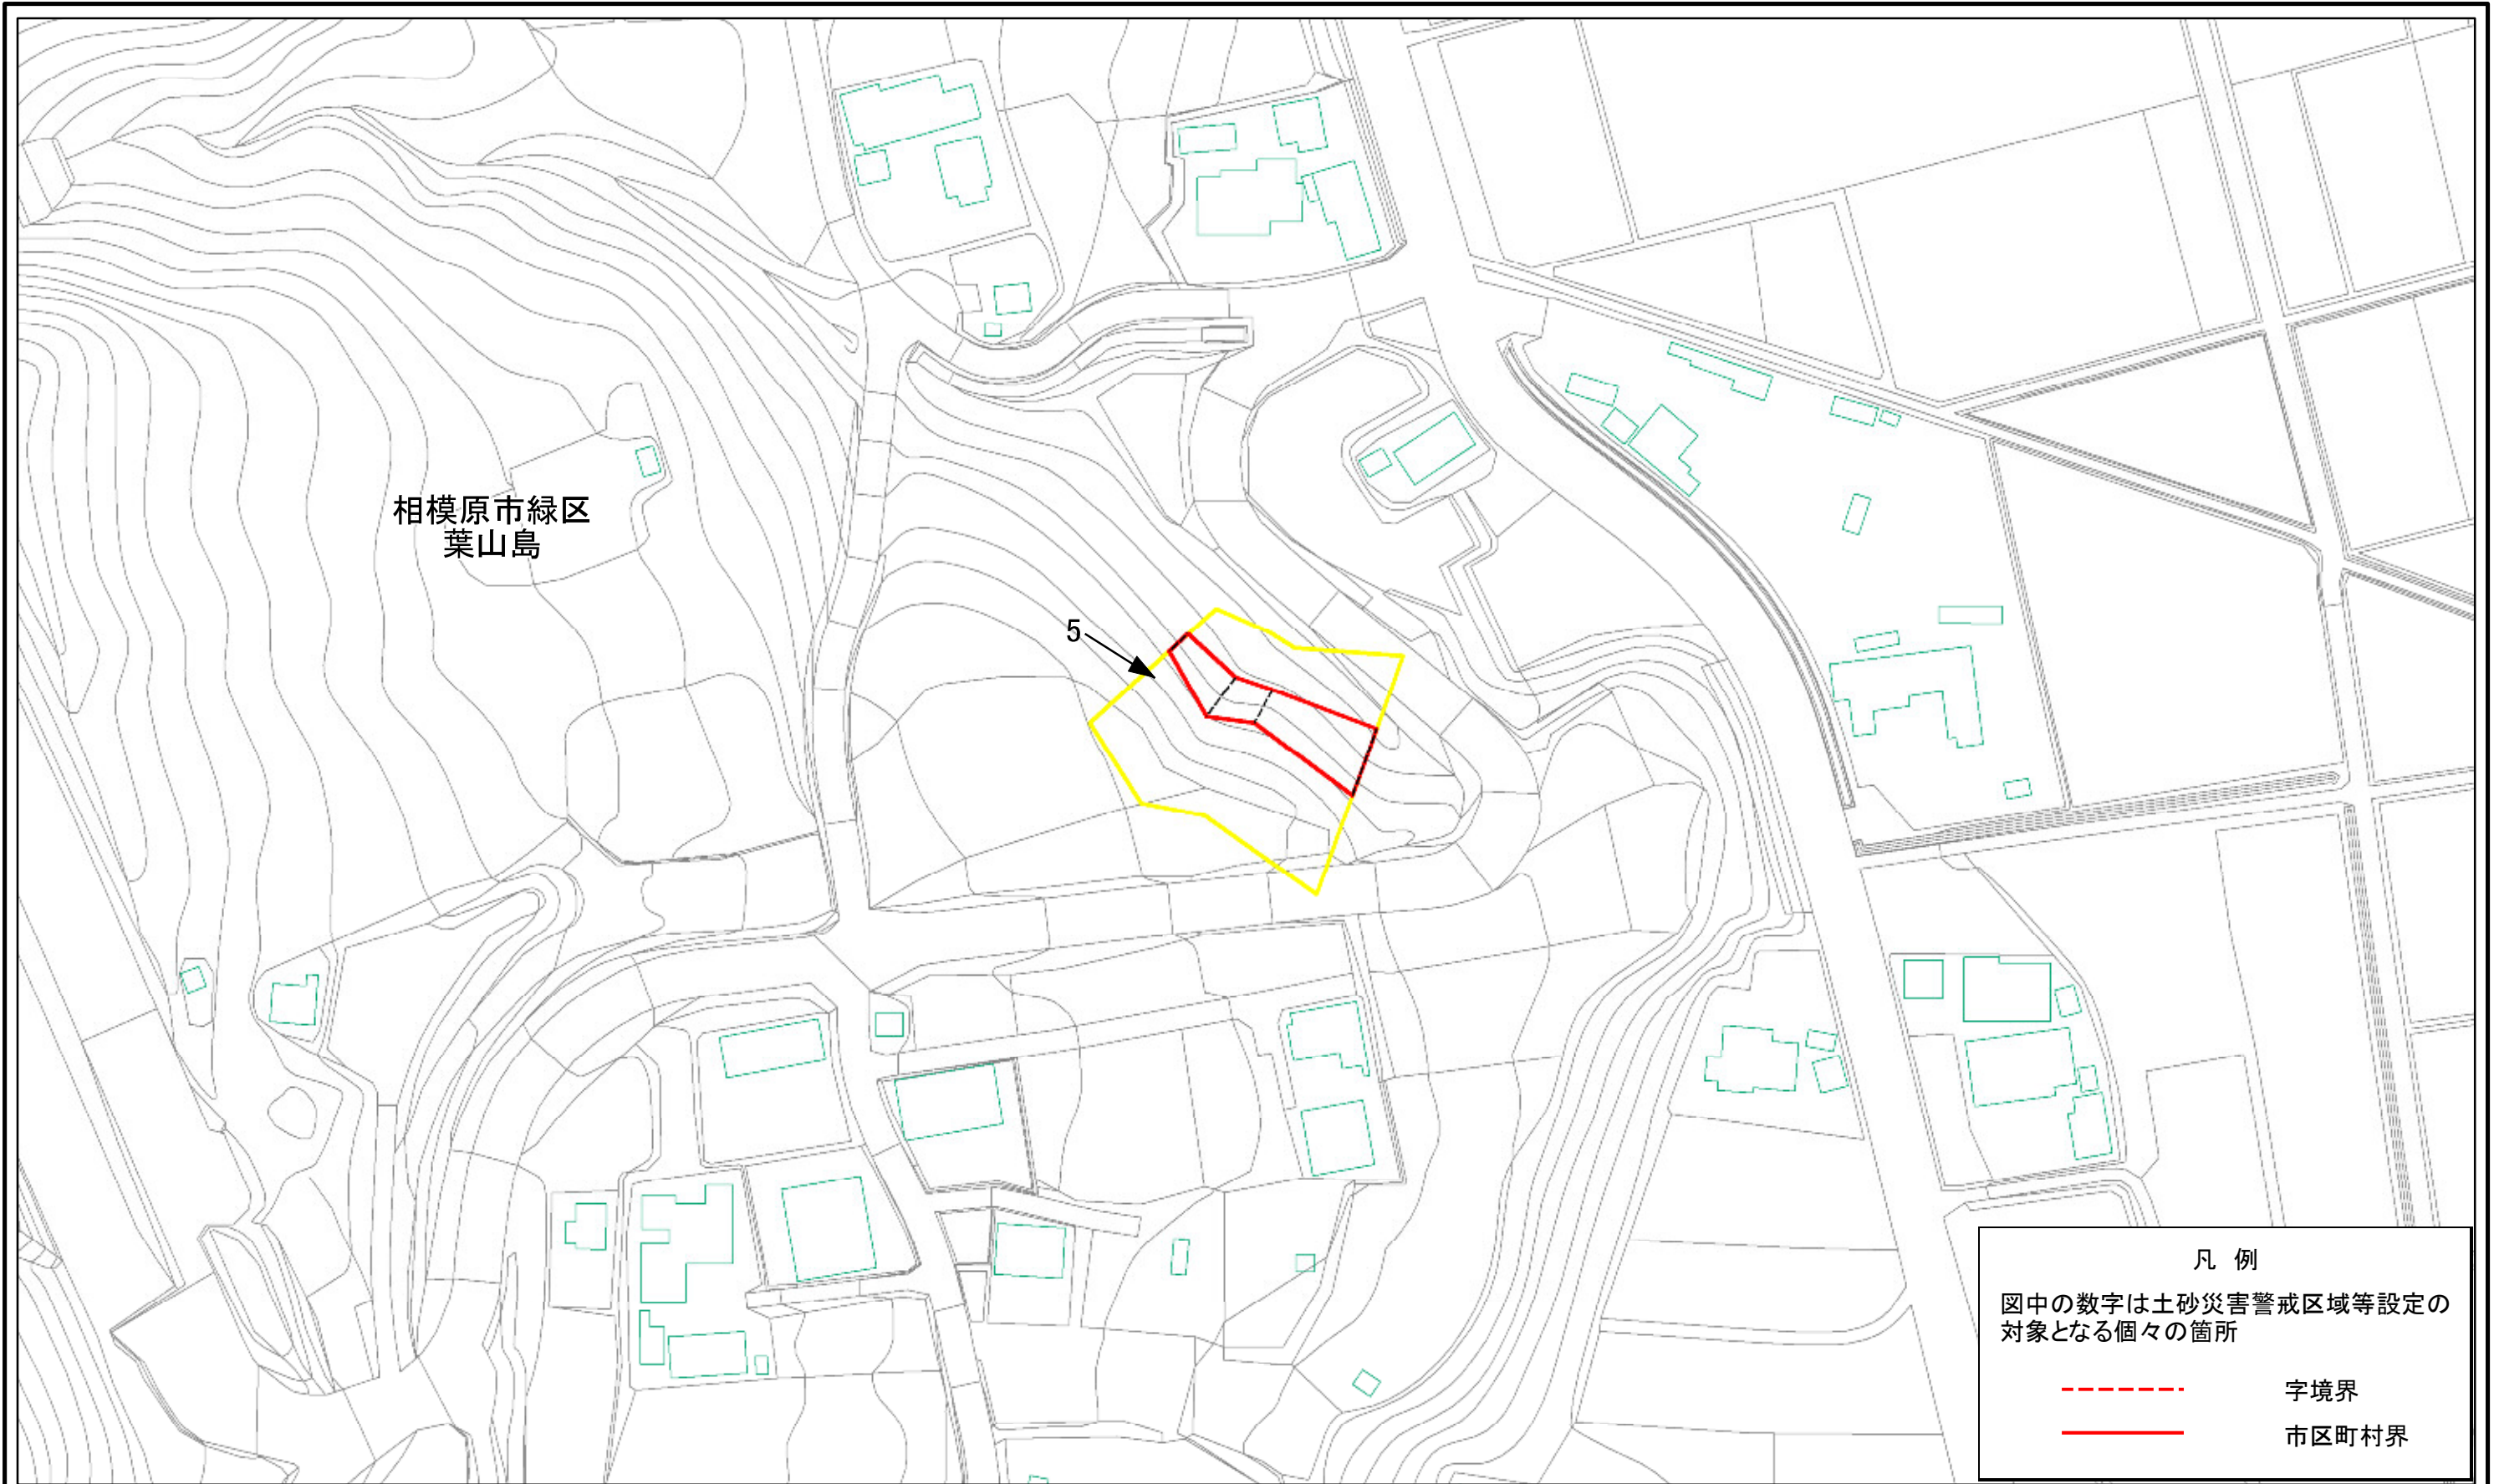 相模原市緑区
葉山島
5
凡 例
図中の数字は土砂災害警戒区域等設定の
対象となる個々の箇所
字境界
市区町村界